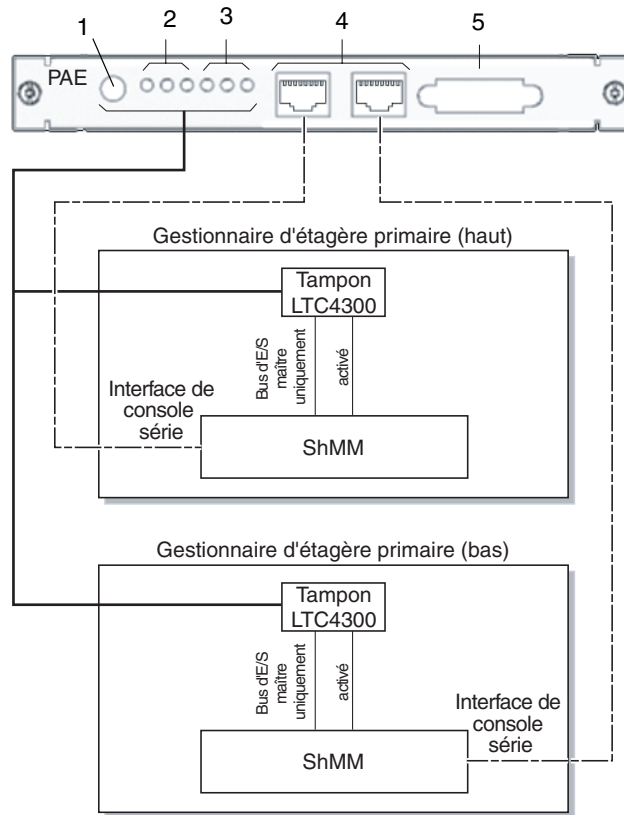 1
2
3
4
5
PAE
Gestionnaire d'étagère primaire (haut)
Tampon
LTC4300
Bus d'E/S
maître
uniquement
activé
Interface de
console
série
ShMM
Gestionnaire d'étagère primaire (bas)
Tampon
LTC4300
Bus d'E/S
maître
uniquement
activé
Interface de
console
série
ShMM